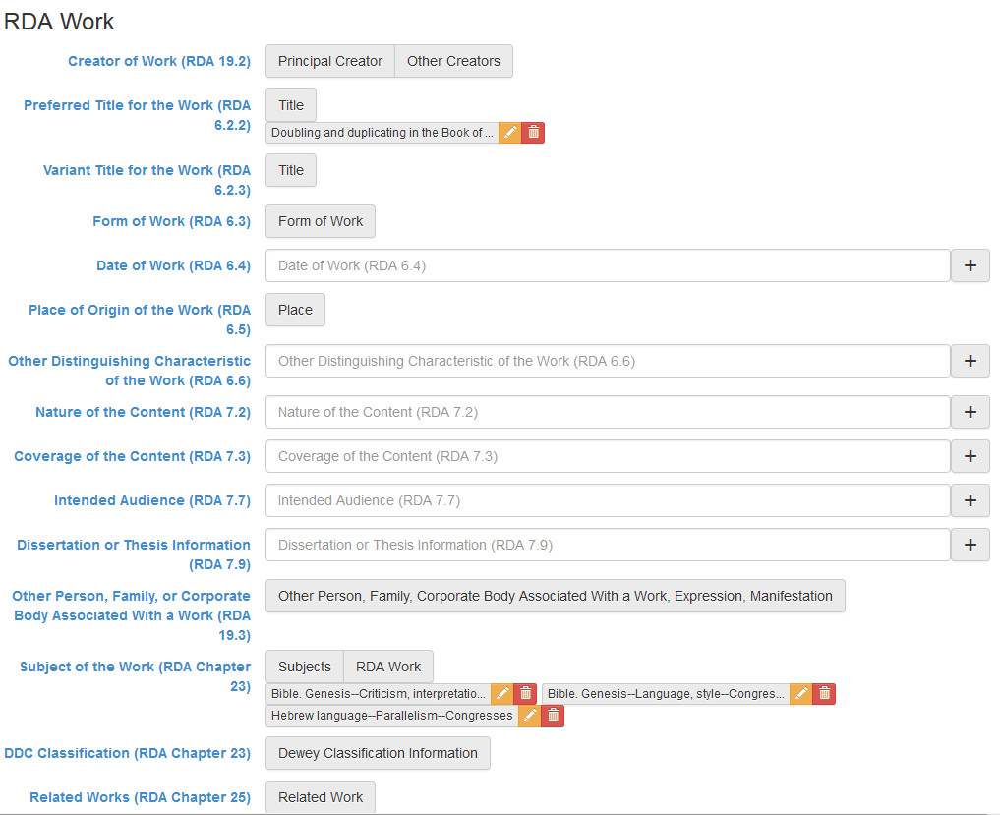 RDA Work
Creator of Work (RDA 19.2) Principal Creator Other Creators
Preferred Title for the Work (RDA 6.2.2) Title
Doubling and duplicating in the Book of ...
Variant Title for the Work (RDA 6.2.3) Title
Form of Work (RDA 6.3) Form of Work
Date of Work (RDA 6.4) Date of Work (RDA 6.4) +
Place of Origin of the Work (RDA 6.5) Place
Other Distinguishing Characteristic of the Work (RDA 6.6) Other Distinguishing Characteristic of the Work (RDA 6.6) +
Nature of the Content (RDA 7.2) Nature of the Content (RDA 7.2) +
Coverage of the Content (RDA 7.3) Coverage of the Content (RDA 7.3) +
Intended Audience (RDA 7.7) Intended Audience (RDA 7.7) +
Dissertation or Thesis Information (RDA 7.9) Dissertation or Thesis Information (RDA 7.9) +
Other Person, Family, or Corporate Body Associated With a Work (RDA 19.3) Other Person, Family, Corporate Body Associated With a Work, Expression, Manifestation
Subject of the Work (RDA Chapter 23) Subjects RDA Work
Bible. Genesis--Criticism, interpretatio... Bible. Genesis--Language, style--Congres...
Hebrew language--Parallelism--Congresses
DDC Classification (RDA Chapter 23) Dewey Classification Information
Related Works (RDA Chapter 25) Related Work